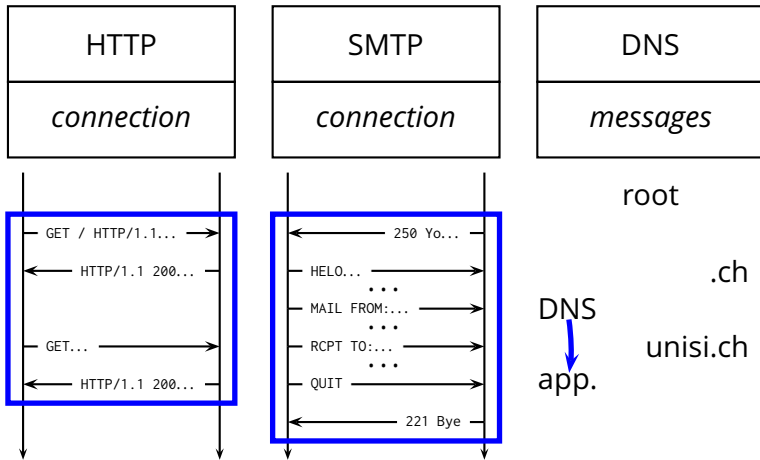 HTTP
connection
GET / HTTP/1.1...
HTTP/1.1 200...
GET...
HTTP/1.1 200...
SMTP
connection
250 Yo...
HELO...
...
MAIL FROM:...
...
RCPT TO:...
...
QUIT
221 Bye
DNS
messages
root
.ch
DNS
unisi.ch
app.